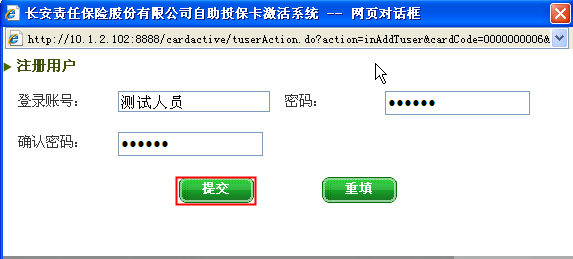 长安责任保险股份有限公司自助投保卡激活系统 -- 网页对话框
http://10.1.2.102:8888/cardactive/tuserAction.do?action=inAddTuser&cardCode=0000000006&
注册用户
登录账号： 测试人员 密码： ●●●●●●
确认密码： ●●●●●●
提交 重填